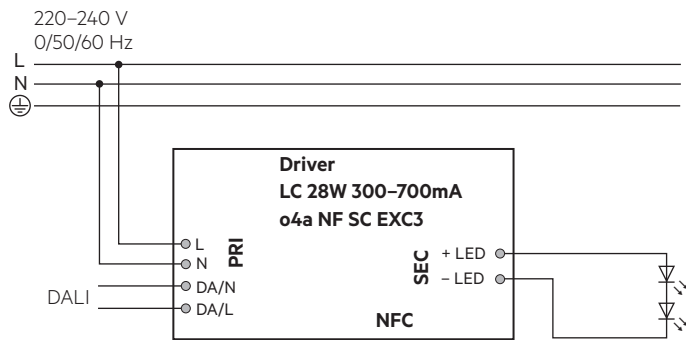 220–240 V
0/50/60 Hz
L
N
Driver
LC 28W 300–700mA
o4a NF SC EXC3
L
N
PRI
DA/N
DA/L
DALI
SEC
+ LED
– LED
NFC